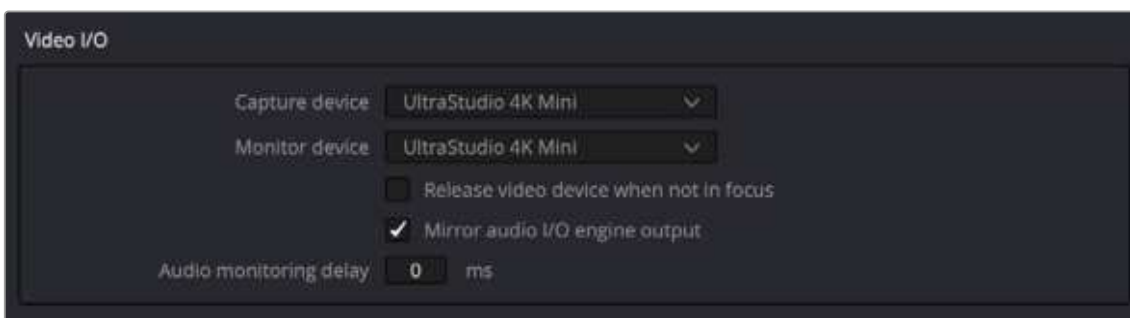 Video I/O
Capture device UltraStudio 4K Mini
Monitor device UltraStudio 4K Mini
Release video device when not in focus
Mirror audio I/O engine output
Audio monitoring delay 0 ms